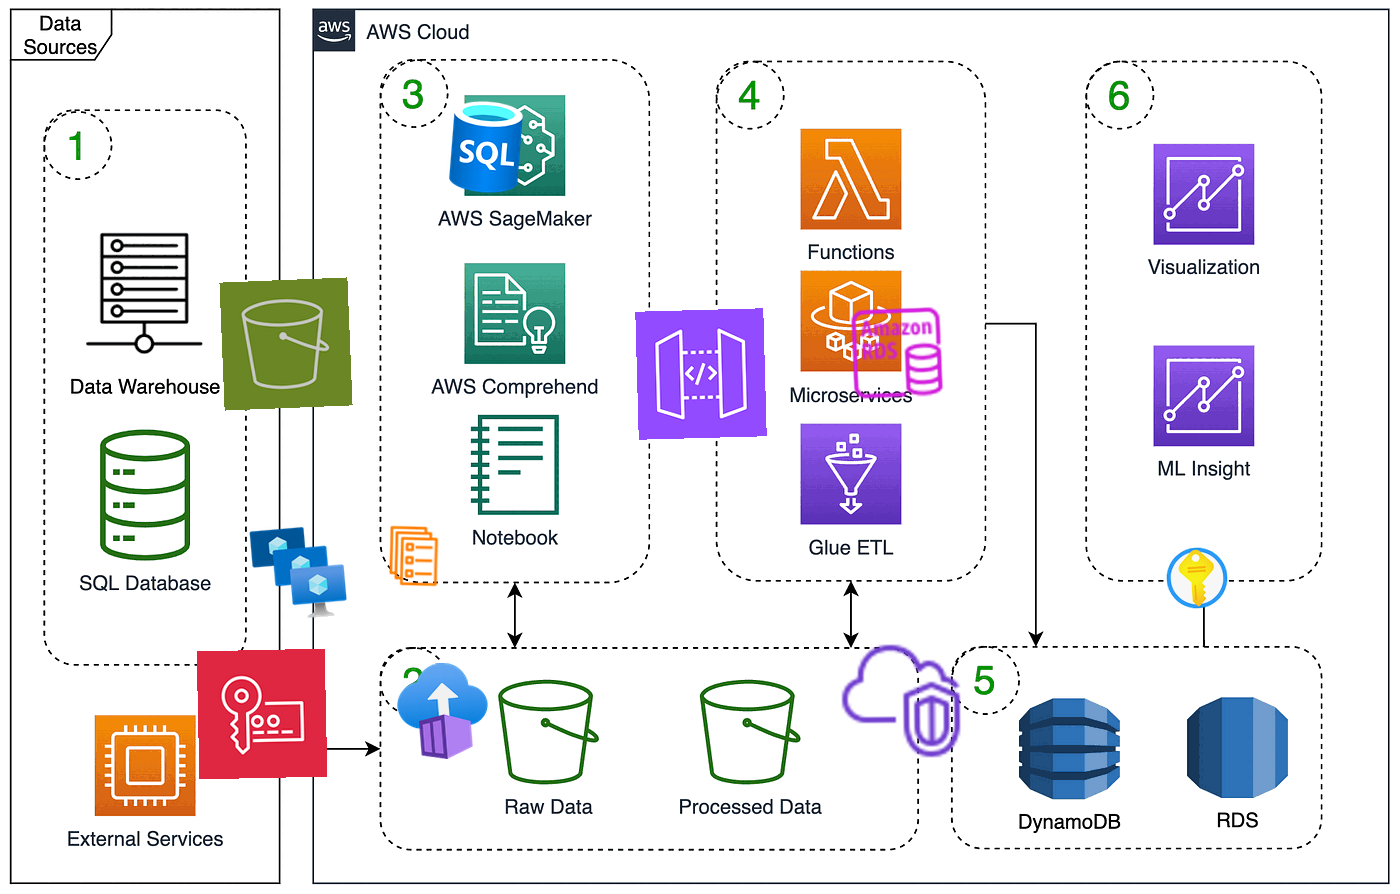 Data
Sources
aws
AWS Cloud
1
Data Warehouse
SQL Database
External Services
3
SQL
AWS SageMaker
AWS Comprehend
Notebook
4
Functions
Amazon
RDS
Microservices
Glue ETL
6
Visualization
ML Insight
2
Raw Data
Processed Data
5
DynamoDB
RDS